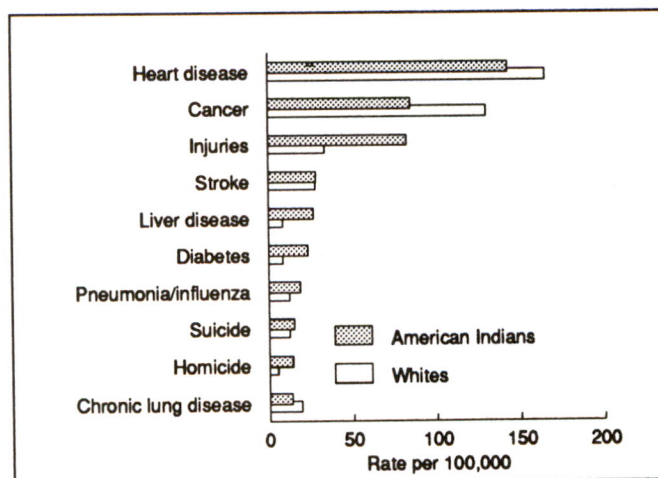 Heart disease
Cancer
Injuries
Stroke
Liver disease
Diabetes
Pneumonia/influenza
Suicide
Homicide
Chronic lung disease
American Indians
Whites
0 50 100 150 200
Rate per 100,000